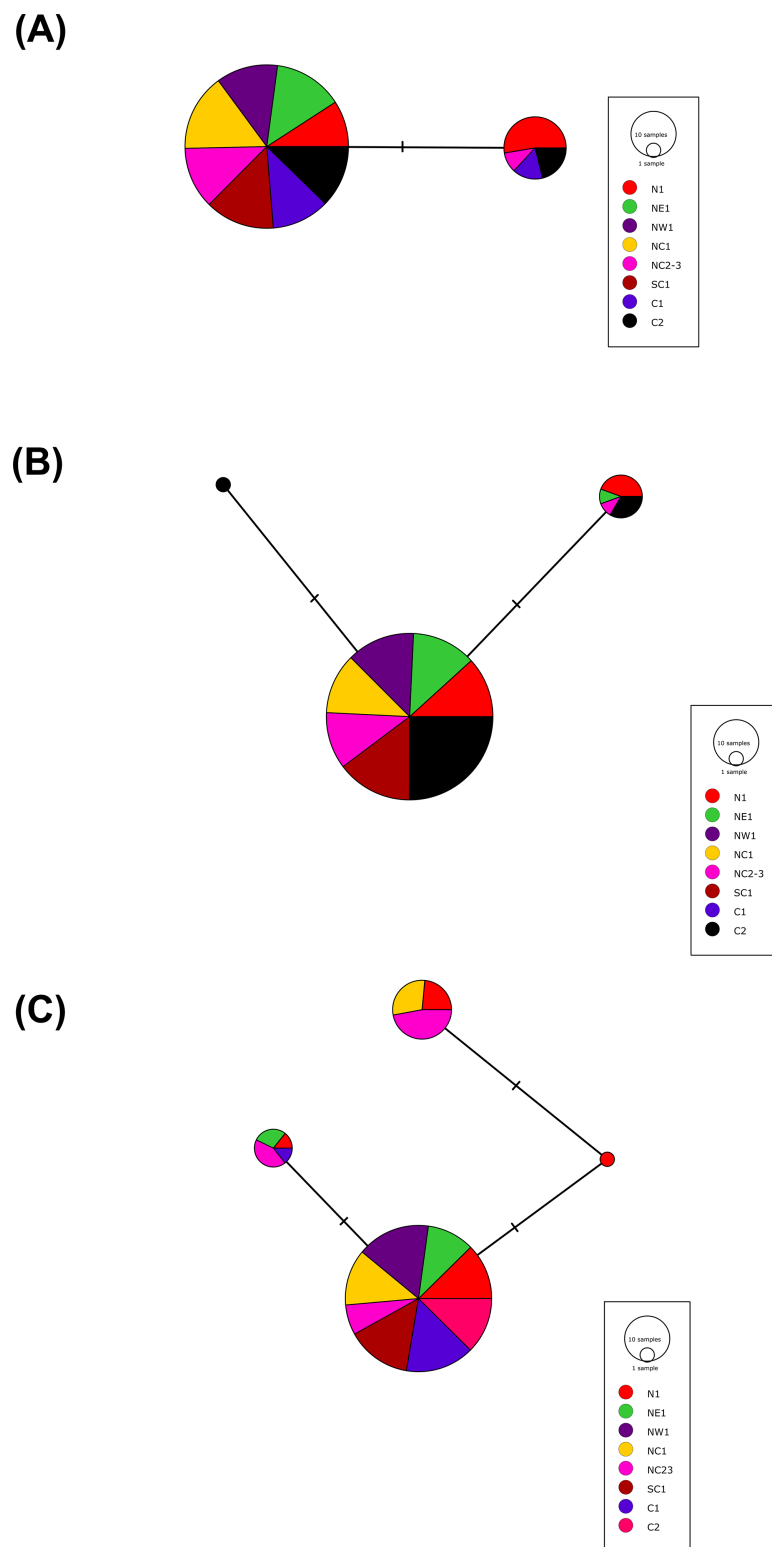 (A)
10 samples
1 sample
N1
NE1
NW1
NC1
NC2-3
SC1
C1
C2
(B)
10 samples
1 sample
N1
NE1
NW1
NC1
NC2-3
SC1
C1
C2
(C)
10 samples
1 sample
N1
NE1
NW1
NC1
NC23
SC1
C1
C2